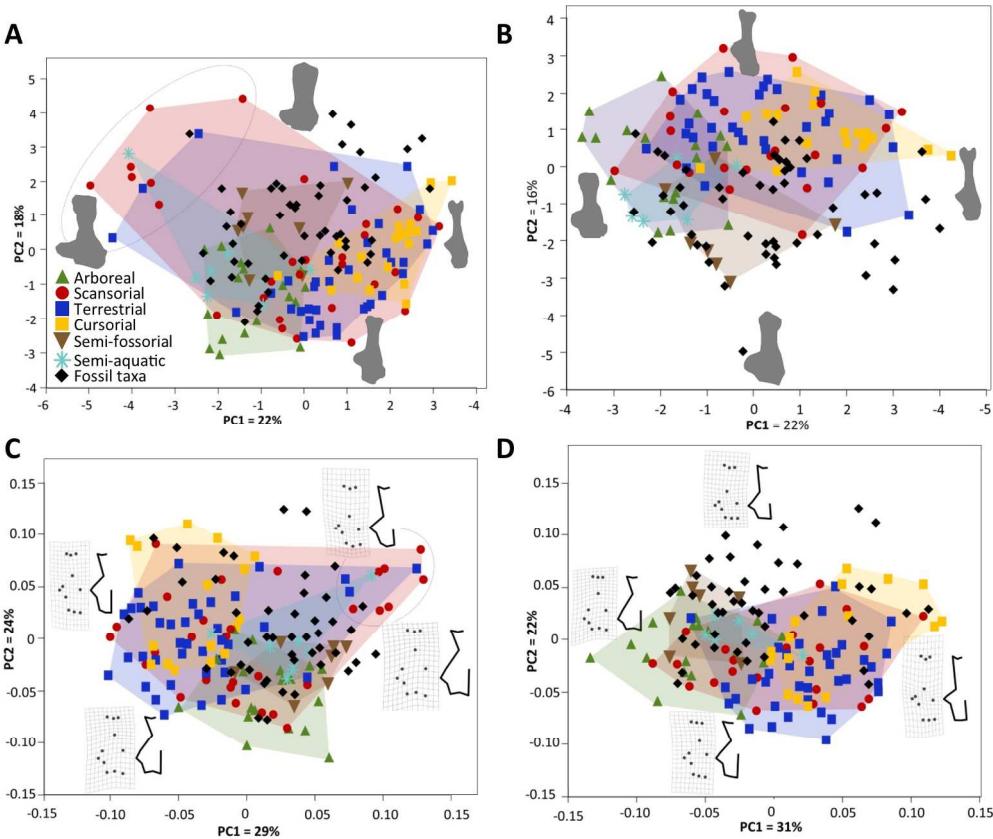 A
5
4
3
2
1
0
-1
-2
-3
-4
PC2 = 18%
Arboreal
Scansorial
Terrestrial
Cursorial
Semi-fossorial
Semi-aquatic
Fossil taxa
-6 -5 -4 -3 -2 -1 0 1 2 3 -4
PC1 = 22%
B
4
3
2
1
0
-1
-2
-3
-4
-5
-6
PC2 = 16%
-4 -3 -2 -1 0 1 2 3 -4 -5
PC1 = 22%
C
0.15
0.10
0.05
0
-0.05
-0.10
-0.15
PC2 = 24%
-0.15 -0.10 -0.05 0 0.05 0.10 0.15
PC1 = 29%
D
0.15
0.10
0.05
0
-0.05
-0.10
-0.15
PC2 = 22%
-0.15 -0.10 -0.05 0 0.05 0.10 0.15
PC1 = 31%